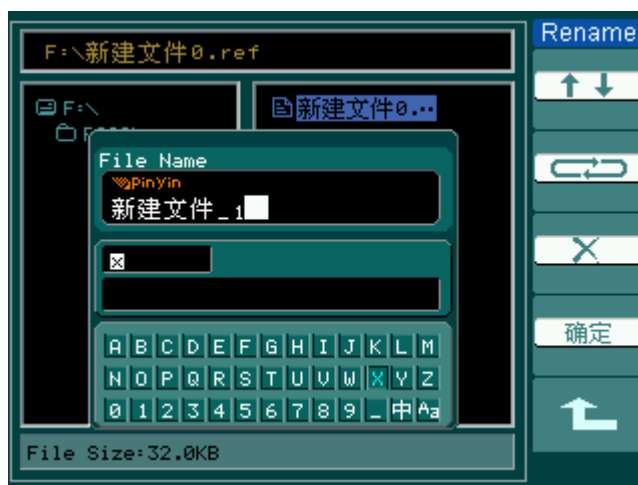 Rename
F:\新建文件0.ref
F:\
新建文件0.··
File Name
PinYin
新建文件_1
x
A B C D E F G H I J K L M
N O P Q R S T U V W X Y Z
0 1 2 3 4 5 6 7 8 9 _ 中 Aa
确定
File Size:32.0KB